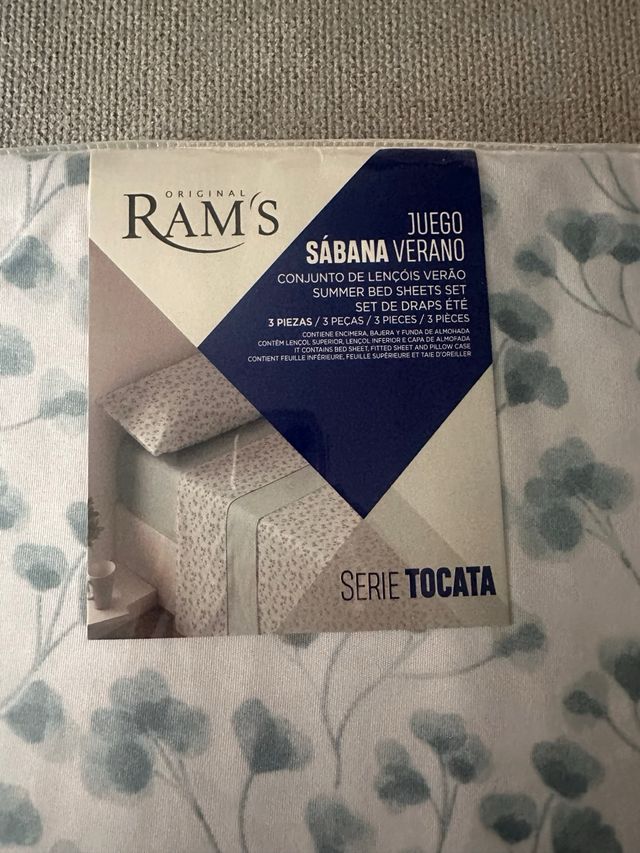 ORIGINAL
RAM'S
JUEGO
SÁBANA VERANO
CONJUNTO DE LENÇÓIS VERÃO
SUMMER BED SHEETS SET
SET DE DRAPS ÉTÉ
3 PIEZAS / 3 PEÇAS / 3 PIECES / 3 PIÈCES
CONTIENE ENCIMERA, BAJERA Y FUNDA DE ALMOHADA
CONTÉM LENÇOL SUPERIOR, LENÇOL INFERIOR E CAPA DE ALMOFADA
IT CONTAINS BED SHEET, FITTED SHEET AND PILLOW CASE
CONTIENT FEUILLE INFÉRIEURE, FEUILLE SUPÉRIEURE ET TAIE D'OREILLER
SERIE TOCATA